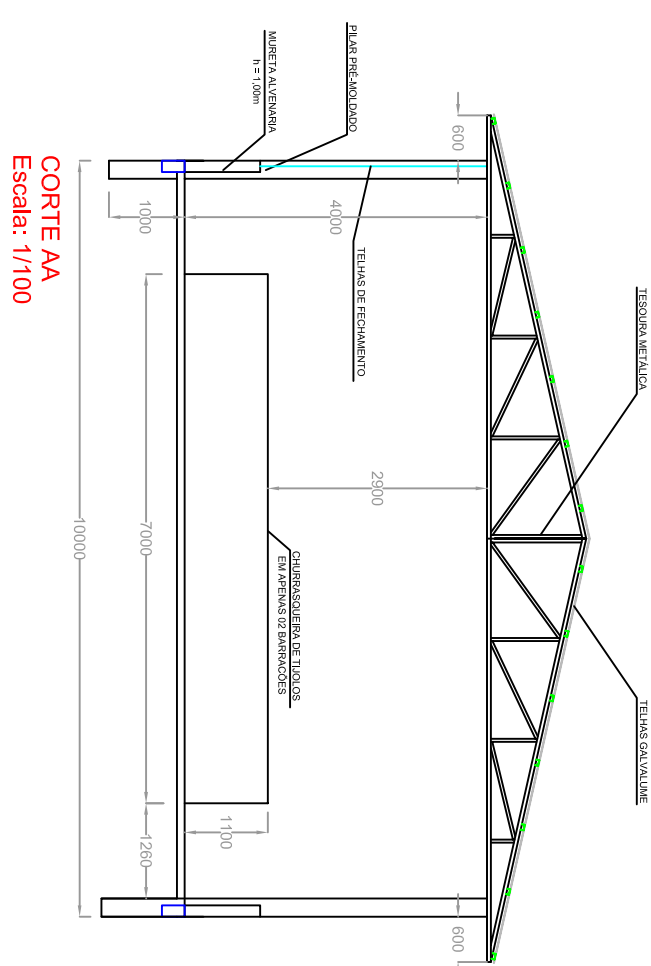 TESOURA METÁLICA
TELHAS GALVALUME
600
600
PILAR PRÉ-MOLDADO
MURETA ALVENARIA
h = 1,00m
4000
TELHAS DE FECHAMENTO
2900
CHURRASQUEIRA DE TIJOLOS
EM APENAS 02 BARRACÕES
1000
1100
7000
1260
10000
CORTE AA
Escala: 1/100